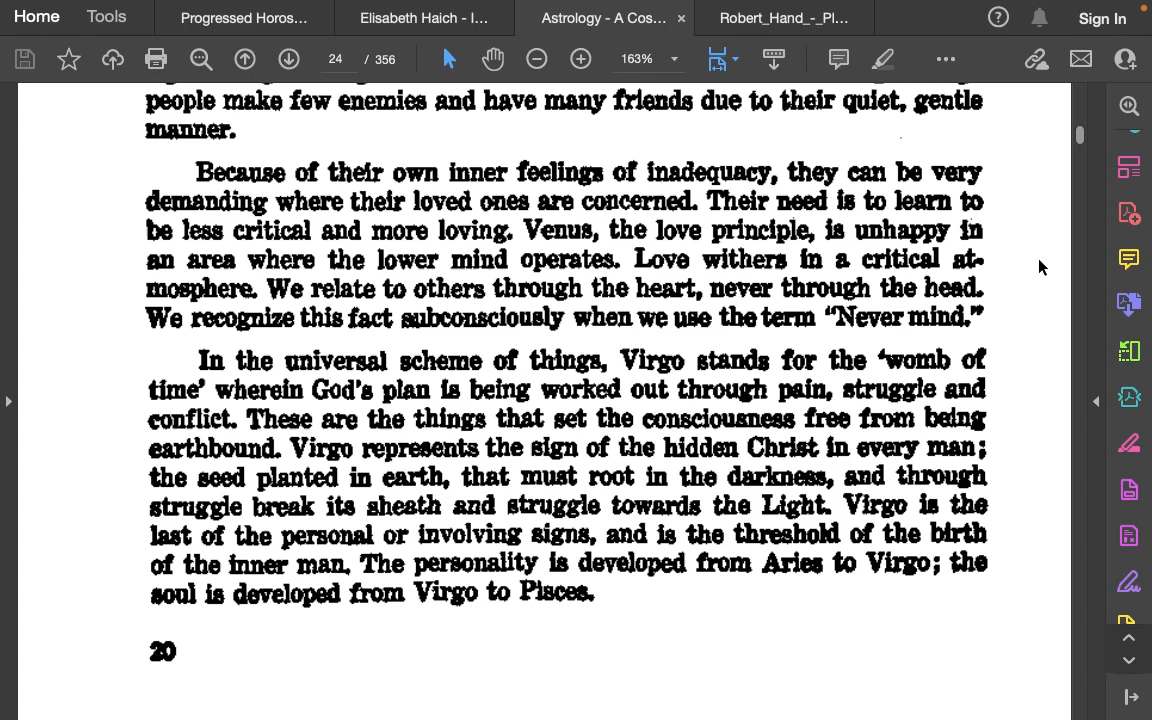 Home Tools Progressed Horos... Elisabeth Haich - I... Astrology - A Cos... × Robert_Hand_-_Pl... Sign In
24 / 356 163%
people make few enemies and have many friends due to their quiet, gentle
manner.
Because of their own inner feelings of inadequacy, they can be very
demanding where their loved ones are concerned. Their need is to learn to
be less critical and more loving. Venus, the love principle, is unhappy in
an area where the lower mind operates. Love withers in a critical at-
mosphere. We relate to others through the heart, never through the head.
We recognize this fact subconsciously when we use the term “Never mind.”
In the universal scheme of things, Virgo stands for the ‘womb of
time’ wherein God's plan is being worked out through pain, struggle and
conflict. These are the things that set the consciousness free from being
earthbound. Virgo represents the sign of the hidden Christ in every man;
the seed planted in earth, that must root in the darkness, and through
struggle break its sheath and struggle towards the Light. Virgo is the
last of the personal or involving signs, and is the threshold of the birth
of the inner man. The personality is developed from Aries to Virgo; the
soul is developed from Virgo to Pisces.
20